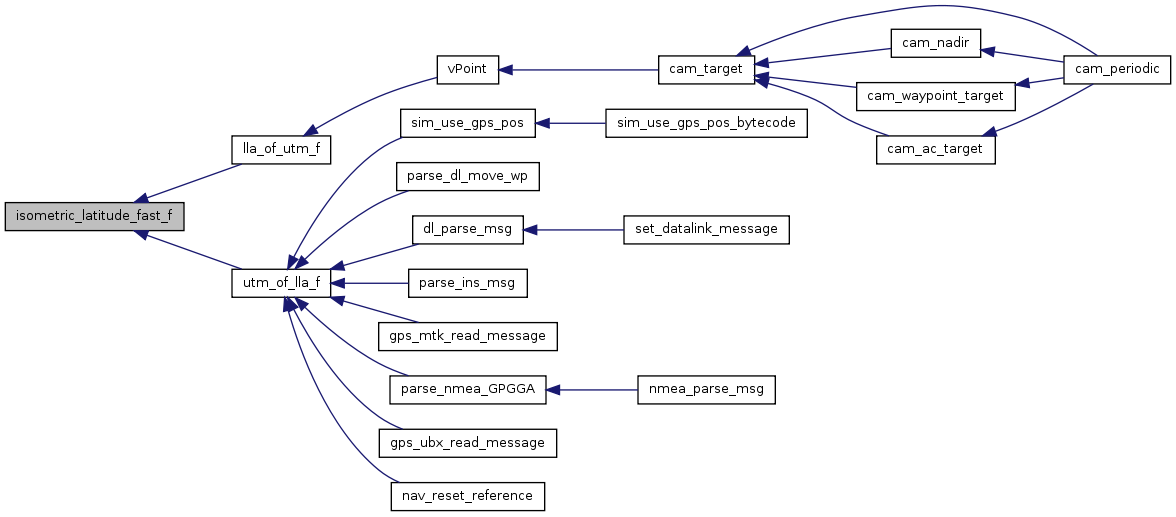 isometric_latitude_fast_f
lla_of_utm_f
vPoint
cam_target
cam_nadir
cam_waypoint_target
cam_ac_target
cam_periodic
utm_of_lla_f
sim_use_gps_pos
sim_use_gps_pos_bytecode
parse_dl_move_wp
dl_parse_msg
set_datalink_message
parse_ins_msg
gps_mtk_read_message
parse_nmea_GPGGA
nmea_parse_msg
gps_ubx_read_message
nav_reset_reference